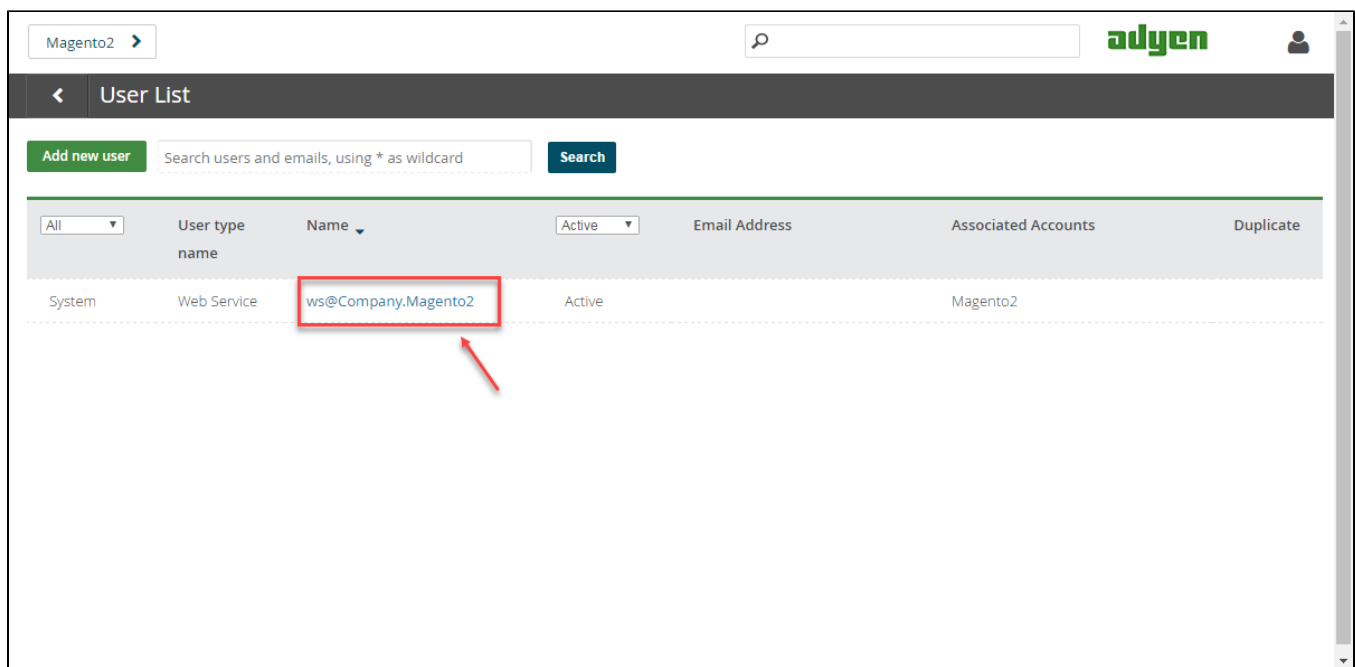 Magento2
adyen
User List
Add new user
Search users and emails, using * as wildcard
Search
All
User type name
Name
Active
Email Address
Associated Accounts
Duplicate
System
Web Service
ws@Company.Magento2
Active
Magento2